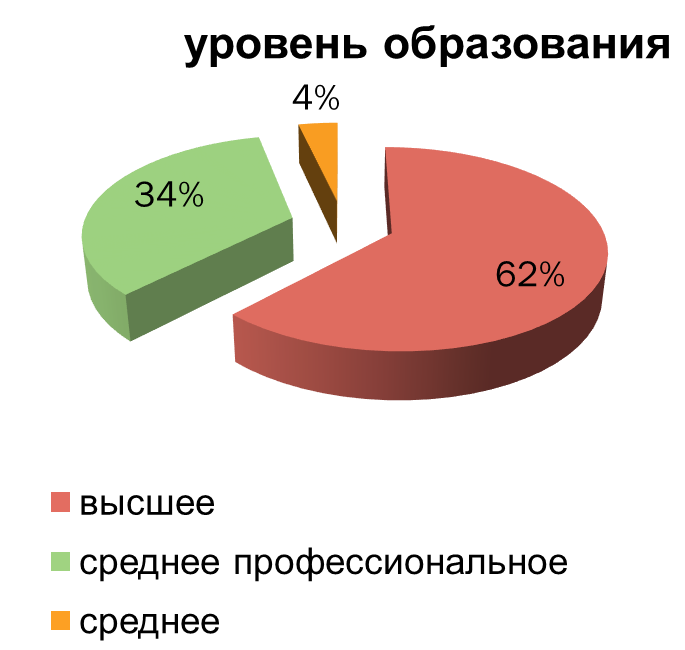 уровень образования
4%
34%
62%
высшее
среднее профессиональное
среднее